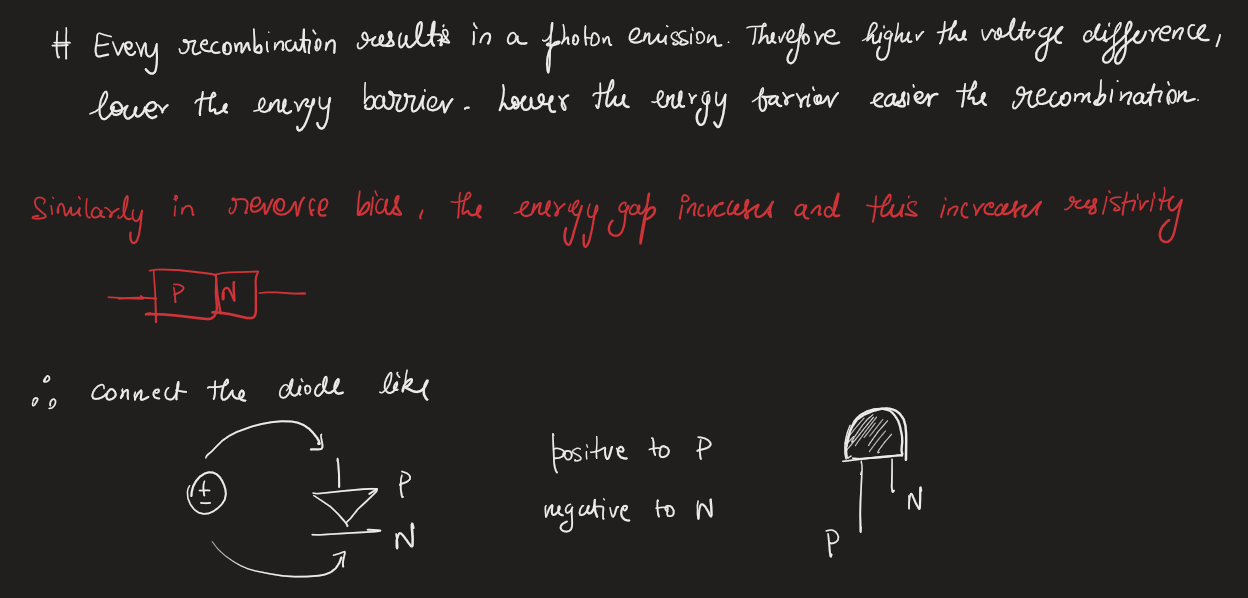 # Every recombination results in a photon emission. Therefore higher the voltage difference,
lower the energy barrier. Lower the energy barrier easier the recombination.
Similarly in reverse bias, the energy gap increases and this increases resistivity
P N
∴ connect the diode like
positve to P
P
±
negative to N
N
N
P